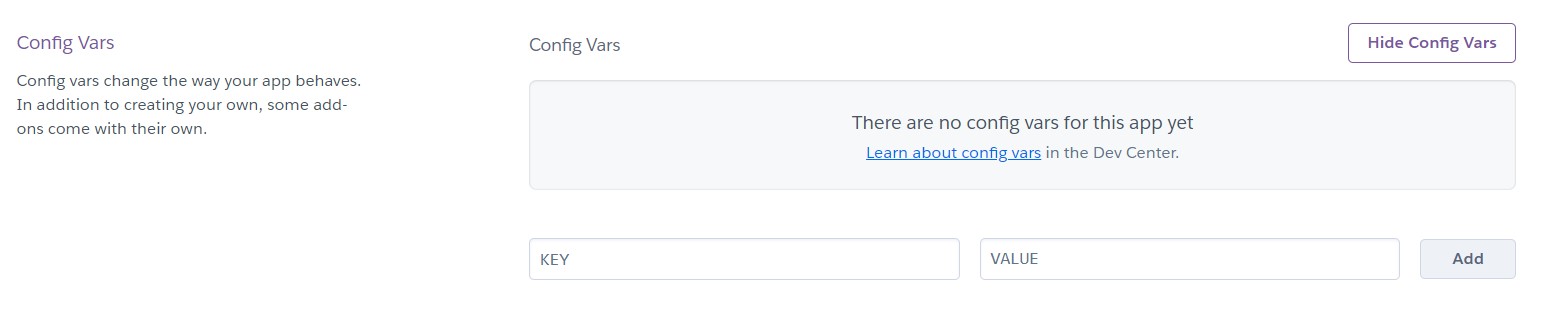 Config Vars
Config vars change the way your app behaves.
In addition to creating your own, some add-
ons come with their own.
Config Vars
Hide Config Vars
There are no config vars for this app yet
Learn about config vars in the Dev Center.
KEY
VALUE
Add